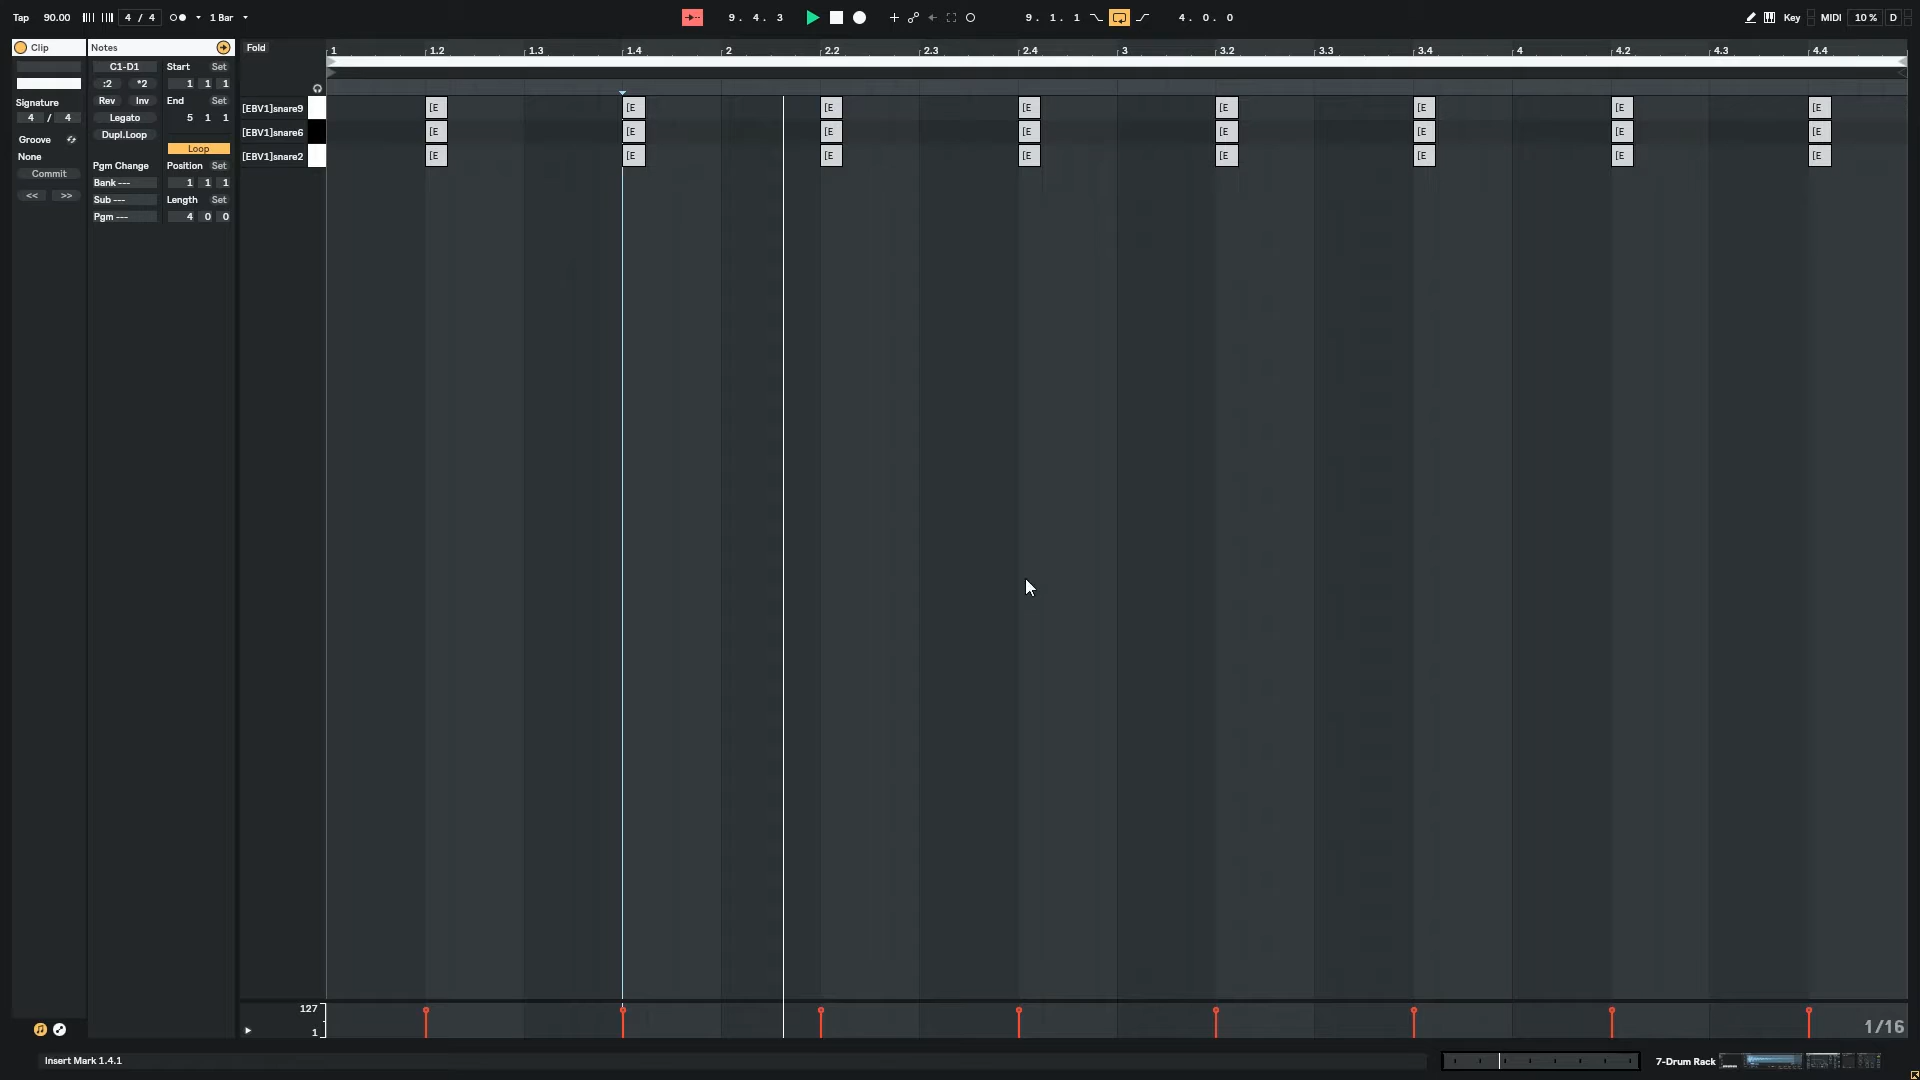 Tap 90.00 4 / 4 1 Bar 9. 4. 3 9. 1. 1 4. 0. 0 Key MIDI 10 % D
Clip Notes Fold 1 1.2 1.3 1.4 2 2.2 2.3 2.4 3 3.2 3.3 3.4 4 4.2 4.3 4.4
C1-D1 Start Set
:2 *2 1 1 1
Signature Rev Inv End Set
4 / 4 Legato 5 1 1
Groove Dupl.Loop
None Loop
Commit Pgm Change Position Set
<< >> Bank --- 1 1 1
Sub --- Length Set
Pgm --- 4 0 0
[EBV1]snare9 [E [E [E [E [E [E [E [E
[EBV1]snare6 [E [E [E [E [E [E [E [E
[EBV1]snare2 [E [E [E [E [E [E [E [E
127
1
1/16
Insert Mark 1.4.1 7-Drum Rack